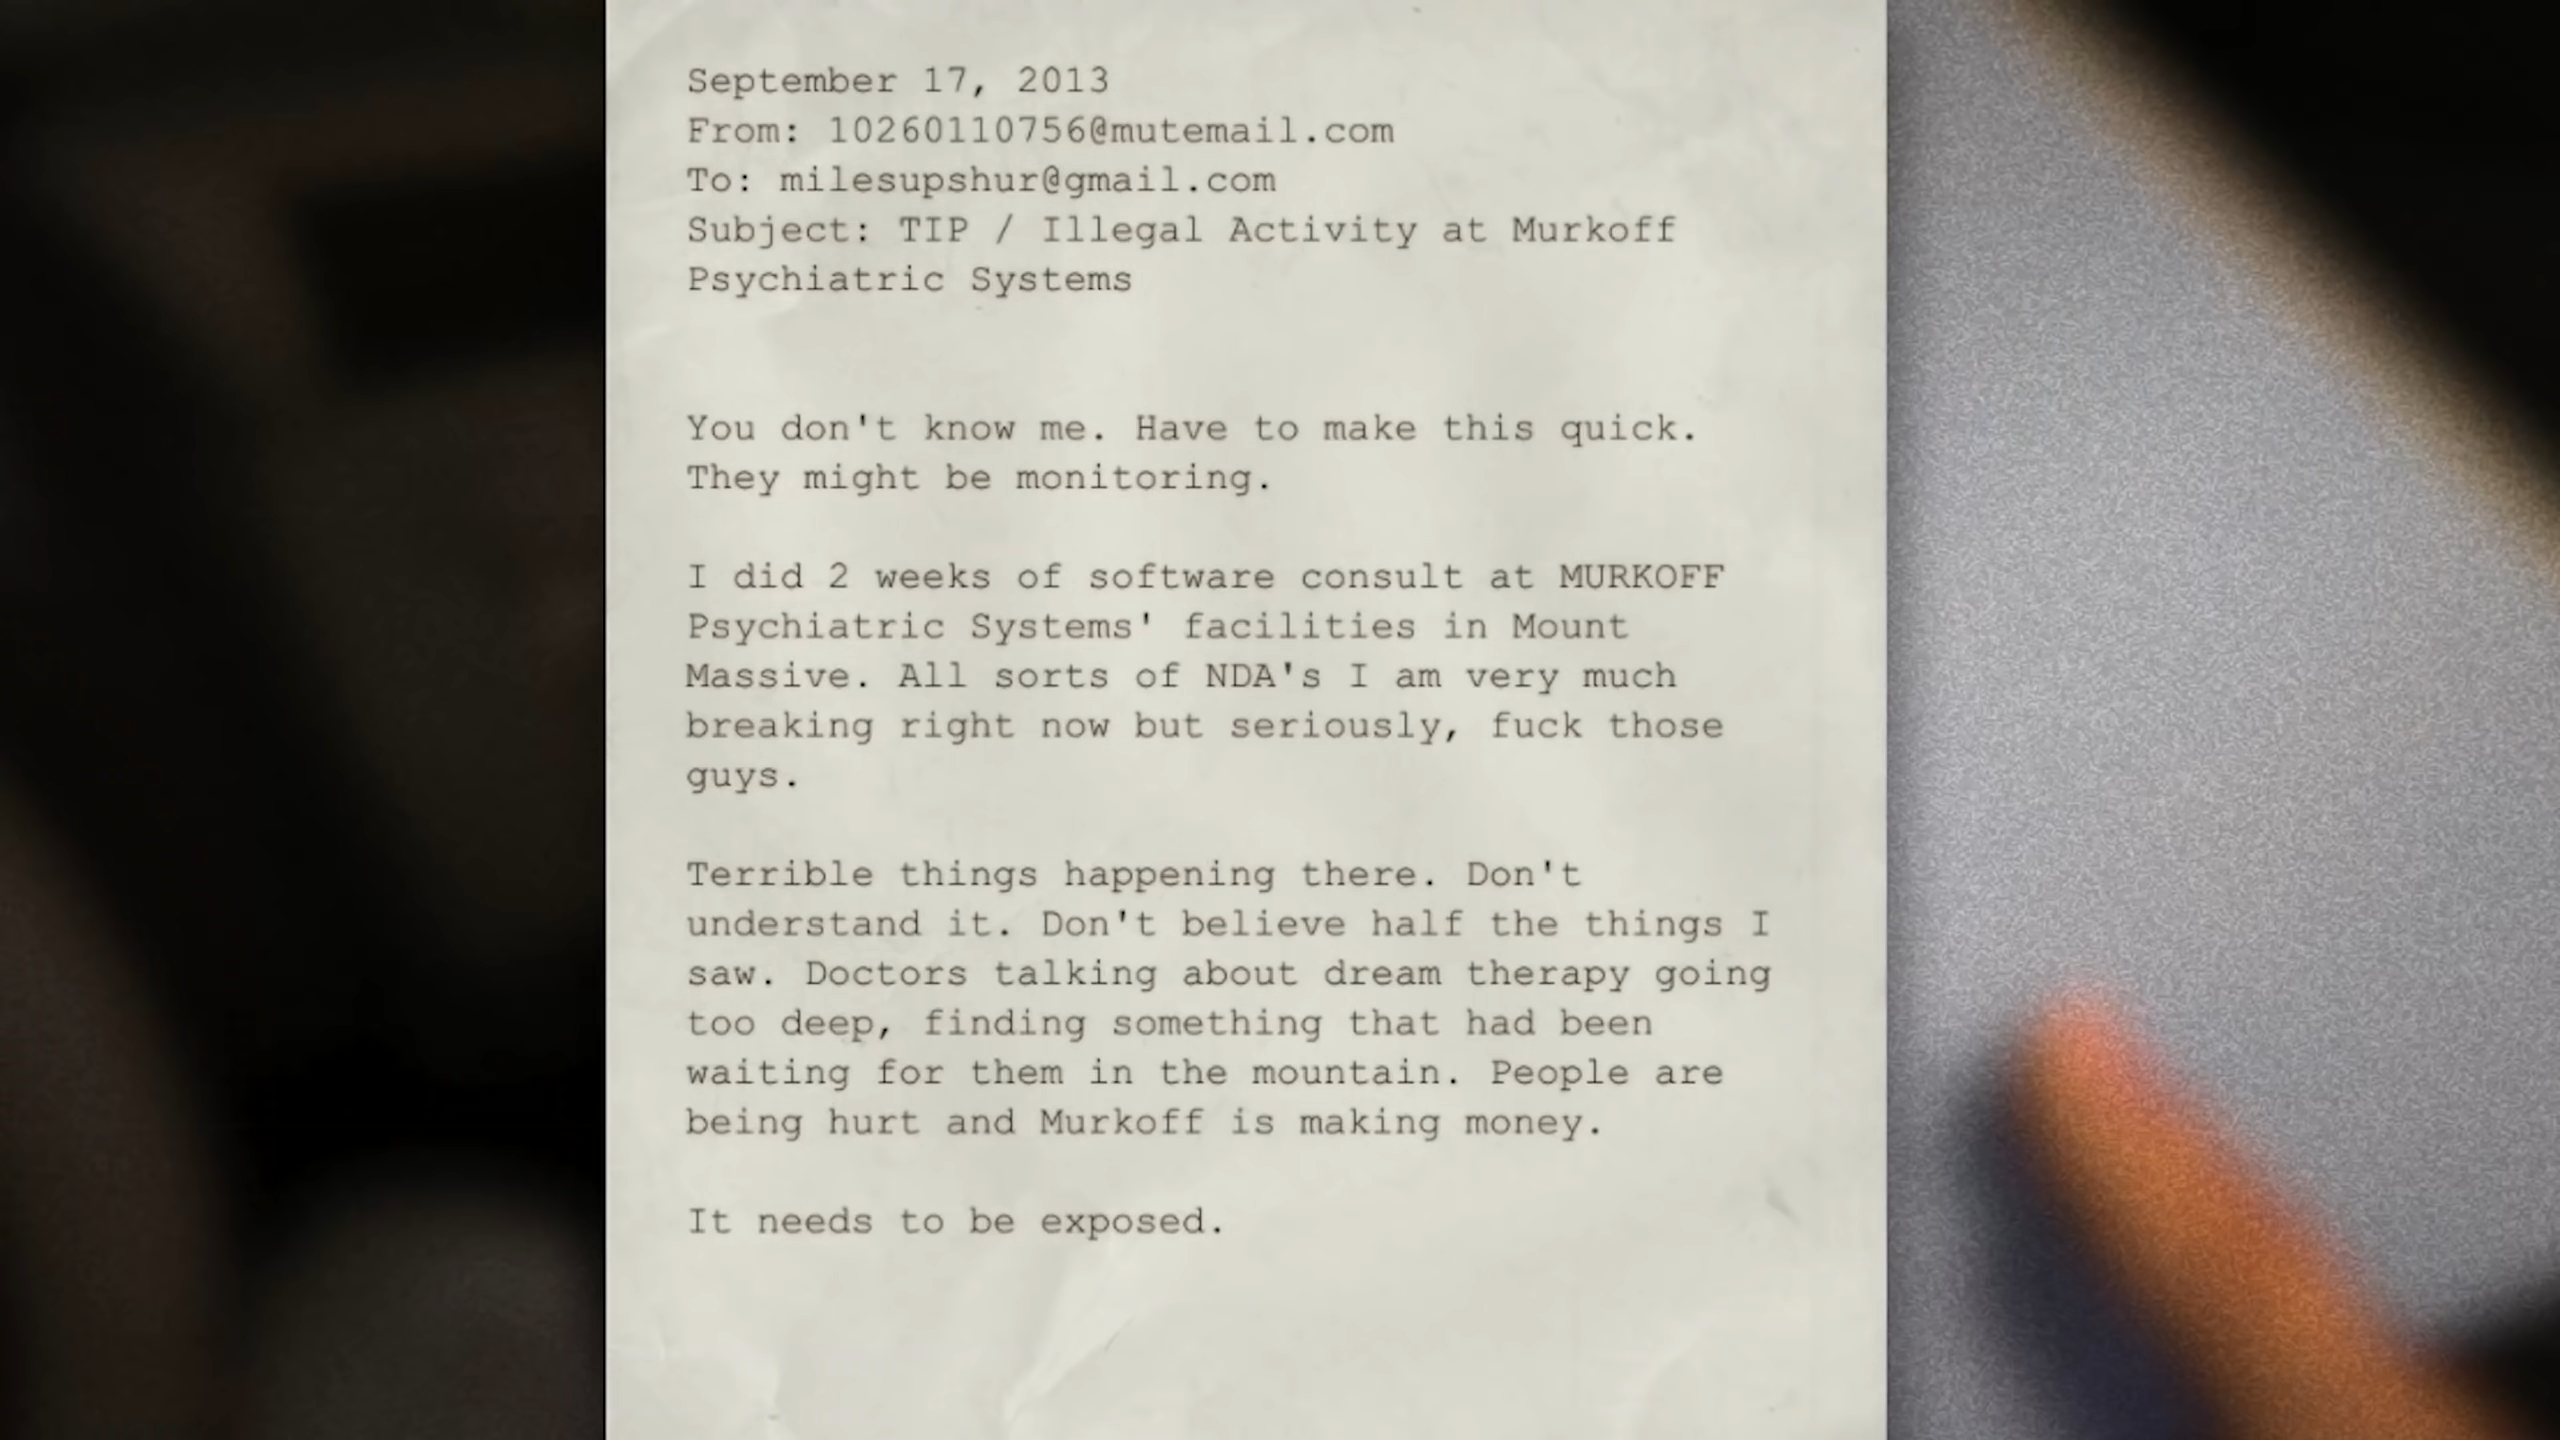 September 17, 2013
From: 10260110756@mutemail.com
To: milesupshur@gmail.com
Subject: TIP / Illegal Activity at Murkoff
Psychiatric Systems
You don't know me. Have to make this quick.
They might be monitoring.
I did 2 weeks of software consult at MURKOFF
Psychiatric Systems' facilities in Mount
Massive. All sorts of NDA's I am very much
breaking right now but seriously, fuck those
guys.
Terrible things happening there. Don't
understand it. Don't believe half the things I
saw. Doctors talking about dream therapy going
too deep, finding something that had been
waiting for them in the mountain. People are
being hurt and Murkoff is making money.
It needs to be exposed.